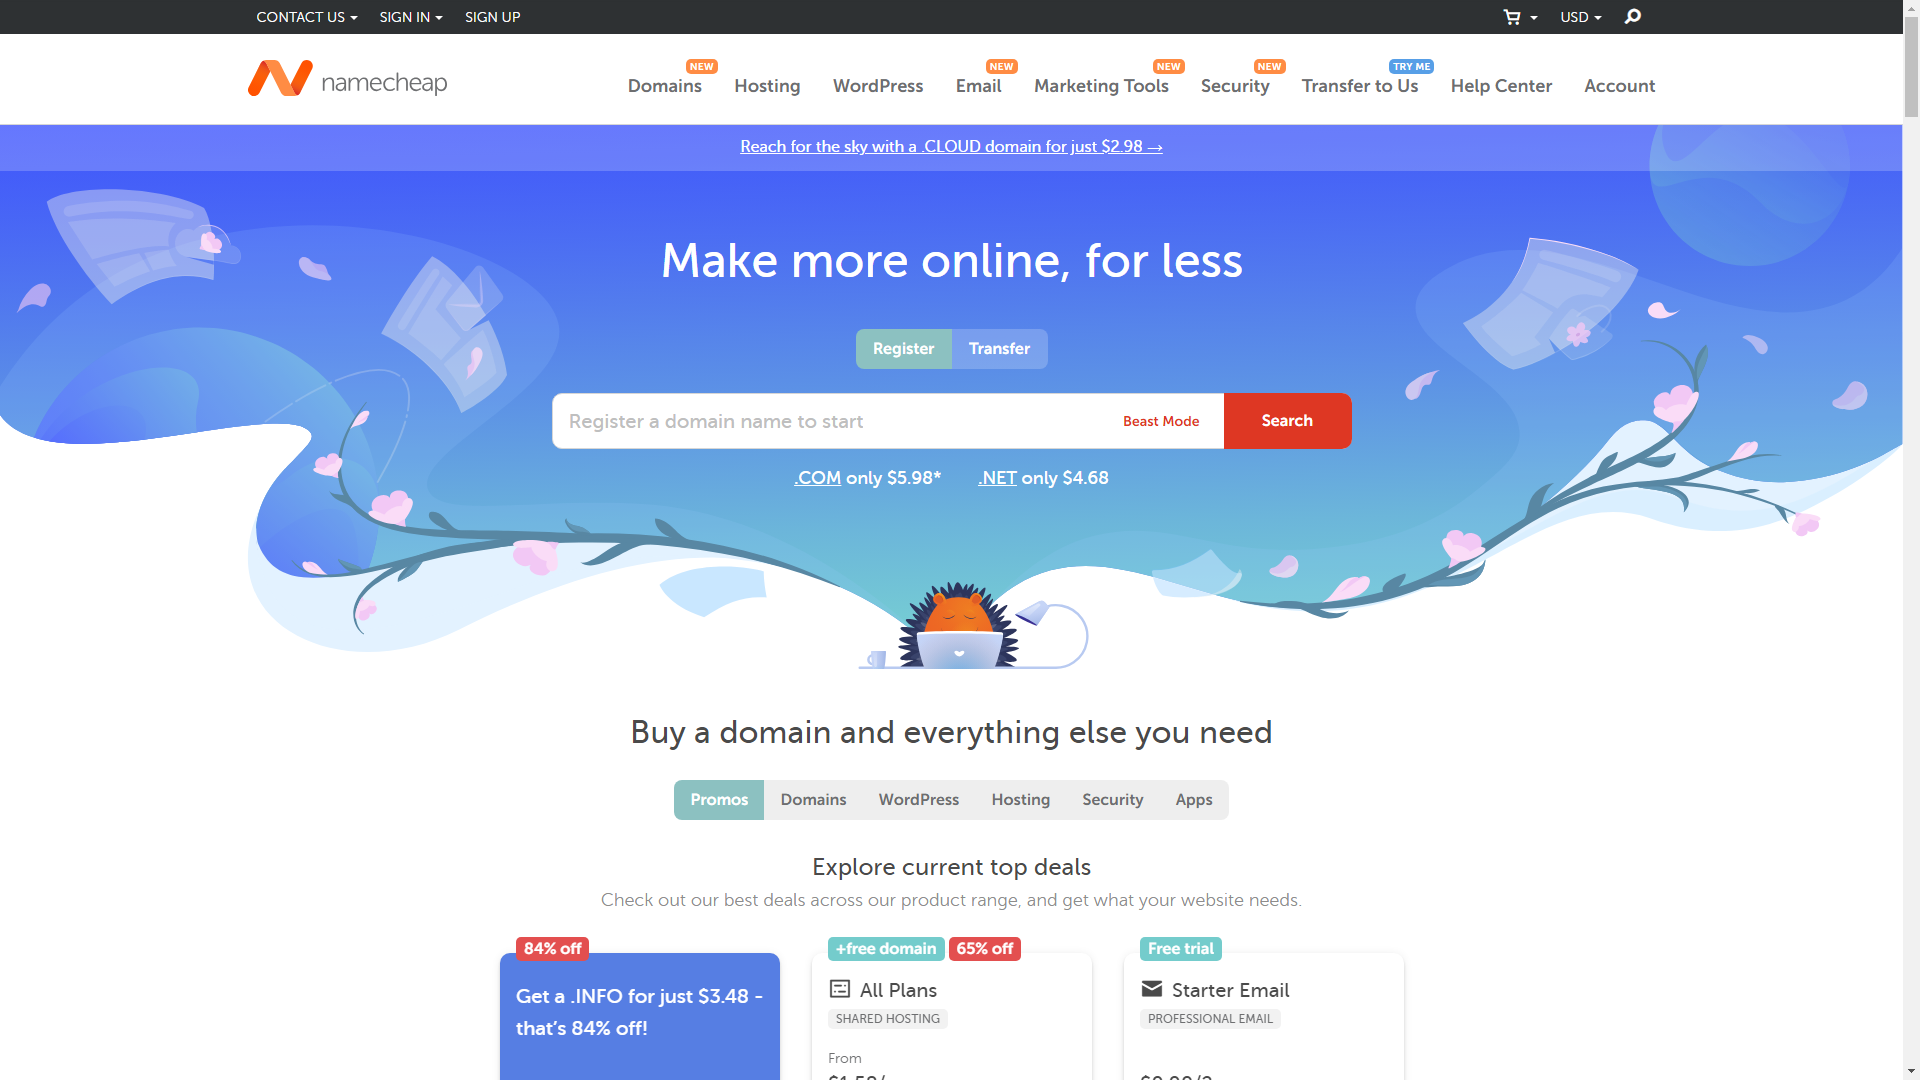 CONTACT US SIGN IN SIGN UP USD
namecheap
NEW NEW NEW NEW TRY ME
Domains Hosting WordPress Email Marketing Tools Security Transfer to Us Help Center Account
Reach for the sky with a .CLOUD domain for just $2.98 →
Make more online, for less
Register Transfer
Register a domain name to start Beast Mode Search
.COM only $5.98* .NET only $4.68
Buy a domain and everything else you need
Promos Domains WordPress Hosting Security Apps
Explore current top deals
Check out our best deals across our product range, and get what your website needs.
84% off +free domain 65% off Free trial
Get a .INFO for just $3.48 -
that's 84% off!
All Plans
SHARED HOSTING
From
Starter Email
PROFESSIONAL EMAIL